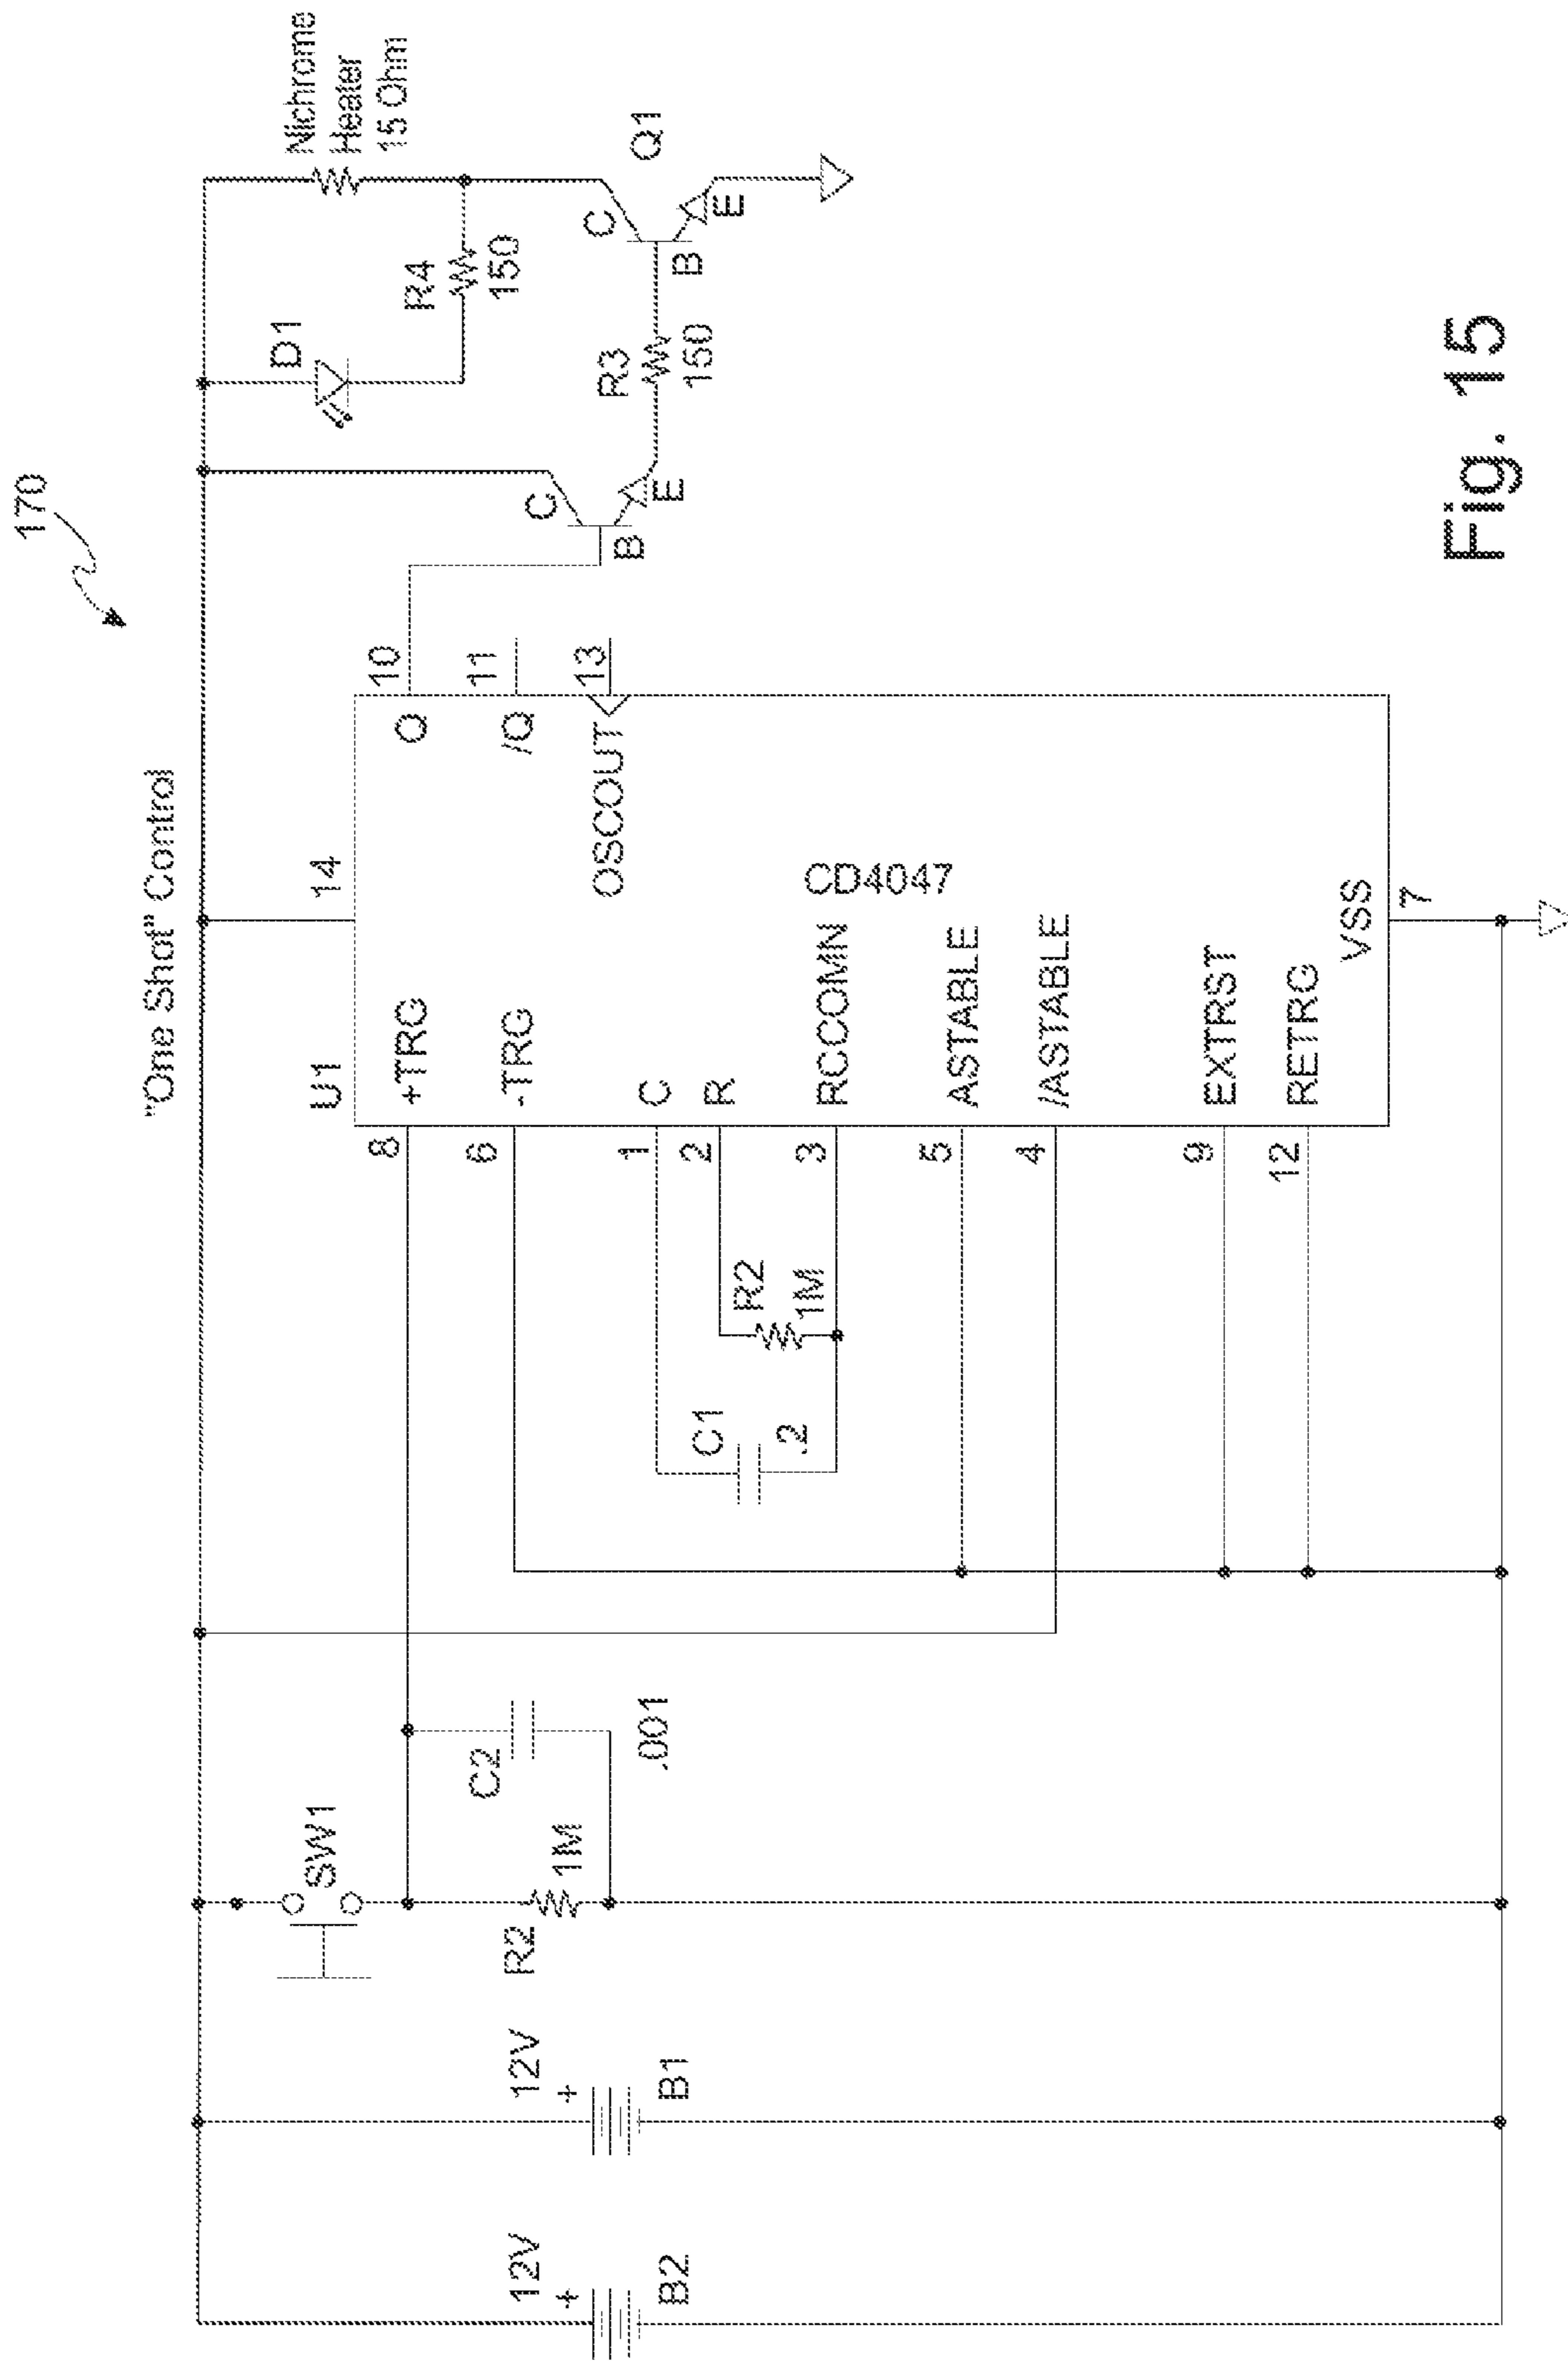 170
"One Shot" Control
Nichrome
Heater
15 Ohm
D1
R4
150
C
B
E
Q1
R3
150
C
B
E
U1
14
8
+TRG
6
-TRG
1
C
2
R
3
RCCOMN
5
ASTABLE
4
/ASTABLE
9
EXTRST
12
RETRG
Q
10
/Q
11
OSCOUT
13
CD4047
VSS
7
R2
1M
C1
.2
SW1
C2
.001
R2
1M
12V
+
B1
12V
+
B2
Fig. 15